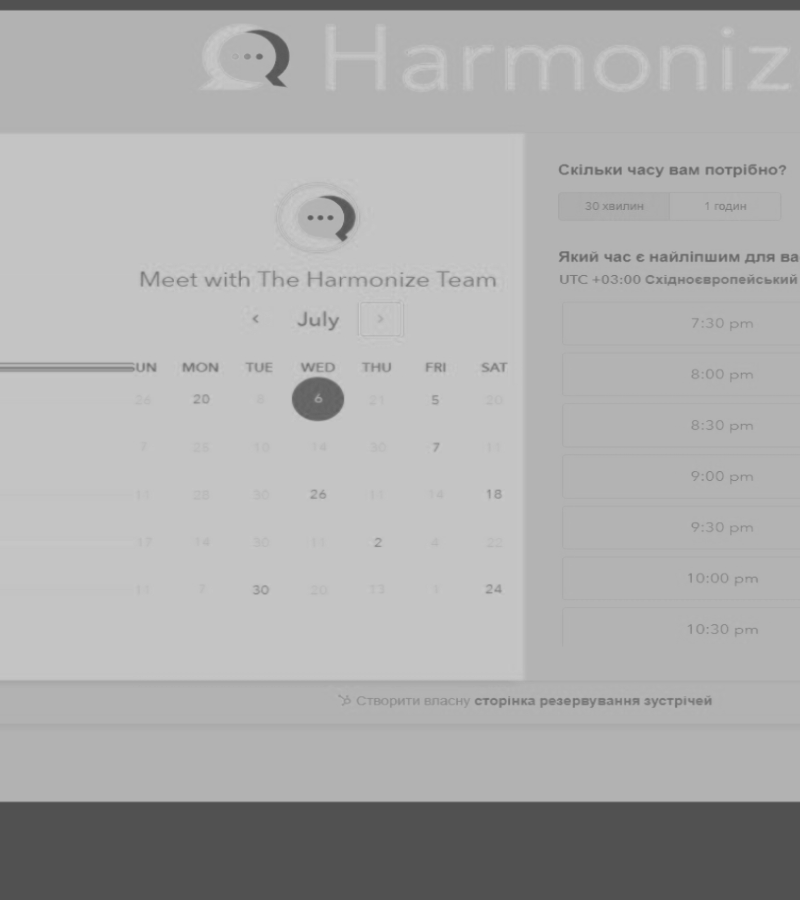 Harmoniz
Meet with The Harmonize Team
July
SUN MON TUE WED THU FRI SAT
20 6 21 5 20
7 28 10 14 30 7 11
11 28 30 26 11 14 18
17 14 30 11 2 4 22
11 7 30 20 13 24
Скільки часу вам потрібно?
30 хвилин 1 годин
Який час є найліпшим для ва
UTC +03:00 Східноєвропейський
7:30 pm
8:00 pm
8:30 pm
9:00 pm
9:30 pm
10:00 pm
10:30 pm
Створити власну сторінка резервування зустрічей